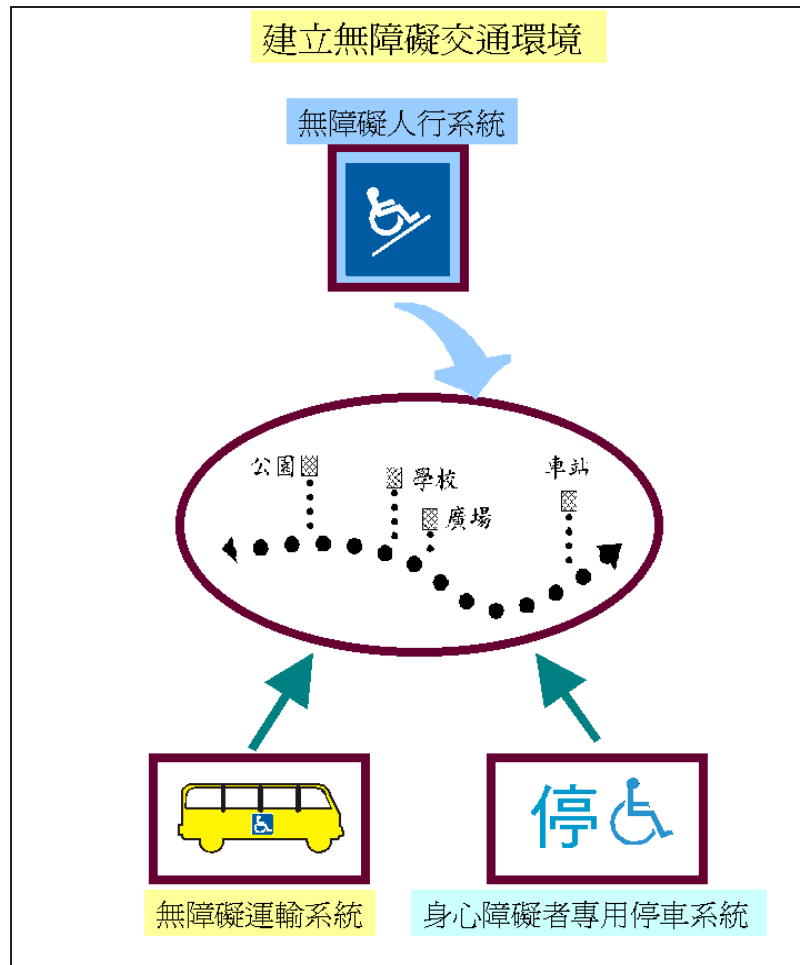 建立無障礙交通環境
無障礙人行系統
公園
學校
車站
廣場
停
無障礙運輸系統
身心障礙者專用停車系統